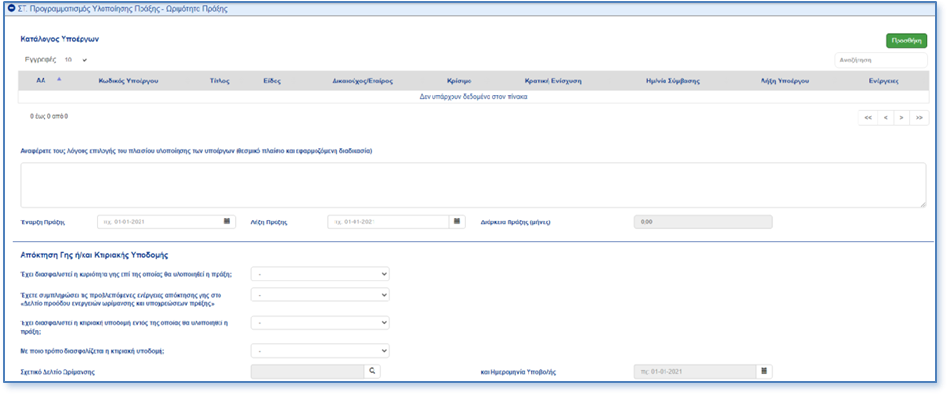 ΣΤ. Προγραμματισμός Υλοποίησης Πράξης - Ωριμότητα Πράξης
Κατάλογος Υποέργων
Προσθήκη
Εγγραφές 10
Αναζήτηση
ΑΑ Κωδικός Υποέργου Τίτλος Είδος Δικαιούχος/Εταίρος Κρίσιμο Κρατική Ενίσχυση Ημ/νία Σύμβασης Λήξη Υποέργου Ενέργειες
Δεν υπάρχουν δεδομένα στον πίνακα
0 έως 0 από 0
<< < > >>
Αναφέρετε τους λόγους επιλογής του πλαισίου υλοποίησης των υποέργων (θεσμικό πλαίσιο και εφαρμοζόμενη διαδικασία)
Έναρξη Πράξης πχ. 01-01-2021 Λήξη Πράξης πχ. 01-01-2021 Διάρκεια Πράξης (μήνες) 0,00
Απόκτηση Γης ή/και Κτιριακής Υποδομής
Έχει διασφαλιστεί η κυριότητα γης επί της οποίας θα υλοποιηθεί η πράξη; -
Έχετε συμπληρώσει τις προβλεπόμενες ενέργειες απόκτησης γης στο -
«Δελτίο προόδου ενεργειών ωρίμανσης και υποχρεώσεων πράξης»
Έχει διασφαλιστεί η κτιριακή υποδομή εντός της οποίας θα υλοποιηθεί η -
πράξη;
Με ποιο τρόπο διασφαλίζεται η κτιριακή υποδομή; -
Σχετικό Δελτίο Ωρίμανσης και Ημερομηνία Υποβολής πχ. 01-01-2021